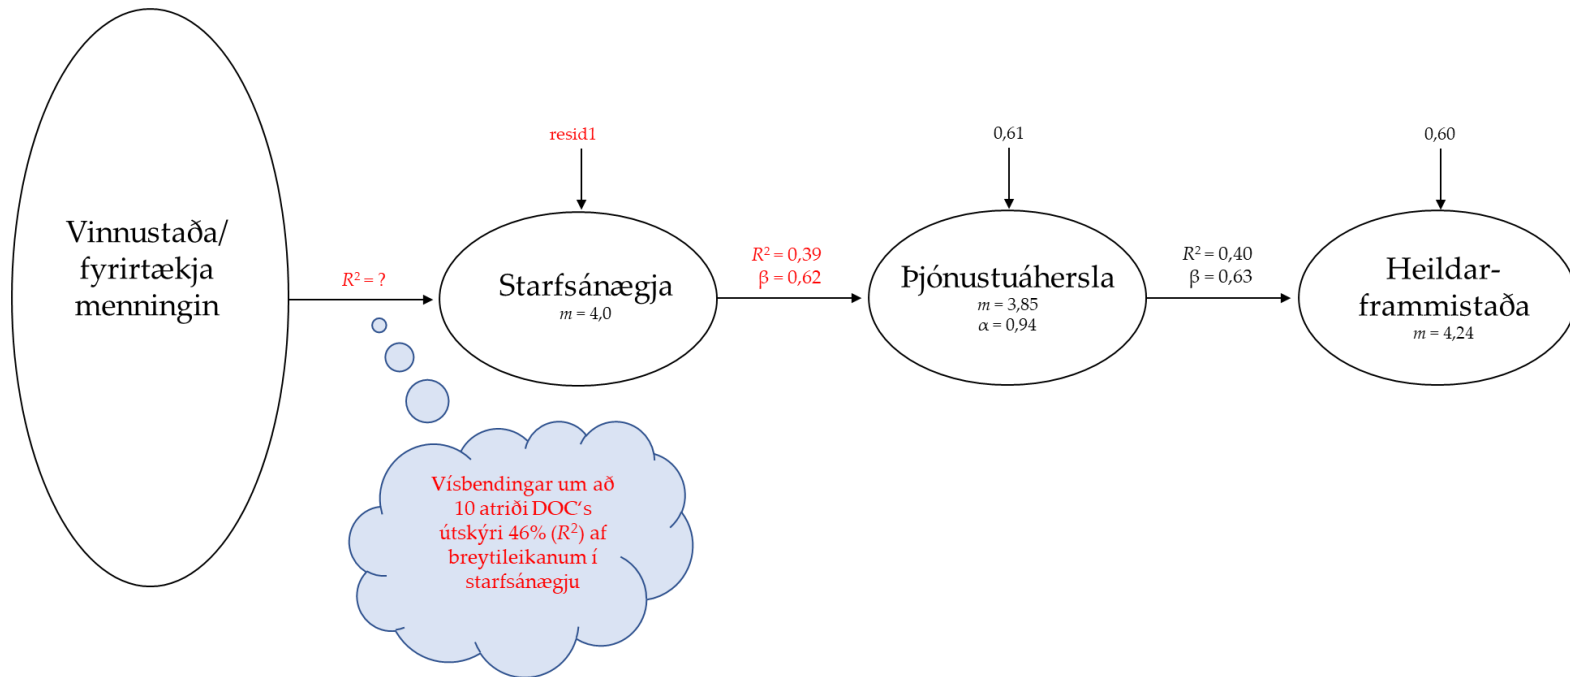 Vinnustaða/
fyrirtækja
menningin
R² = ?
resid1
Starfsánægja
m = 4,0
R² = 0,39
β = 0,62
0,61
Þjónustuáhersla
m = 3,85
α = 0,94
R² = 0,40
β = 0,63
0,60
Heildar-
frammistaða
m = 4,24
Vísbendingar um að
10 atriði DOC‘s
útskýri 46% (R²) af
breytileikanum í
starfsánægju